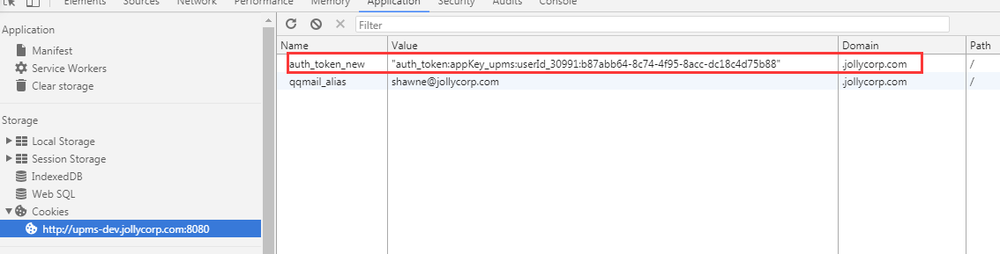 Elements Sources Network Performance Memory Application Security Audits Console
Application
Manifest
Service Workers
Clear storage
Storage
Local Storage
Session Storage
IndexedDB
Web SQL
Cookies
http://upms-dev.jollycorp.com:8080
Filter
Name Value Domain Path
auth_token_new "auth_token:appKey_upms:userId_30991:b87abb64-8c74-4f95-8acc-dc18c4d75b88" .jollycorp.com /
qqmail_alias shawne@jollycorp.com .jollycorp.com /